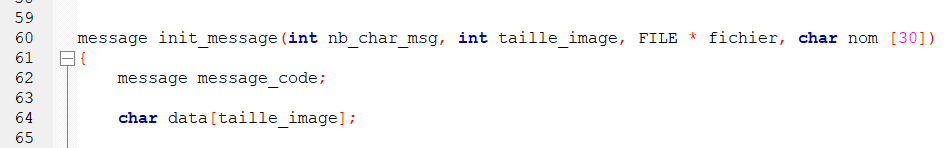 59
60 message init_message(int nb_char_msg, int taille_image, FILE * fichier, char nom [30])
61 {
62 message message_code;
63
64 char data[taille_image];
65